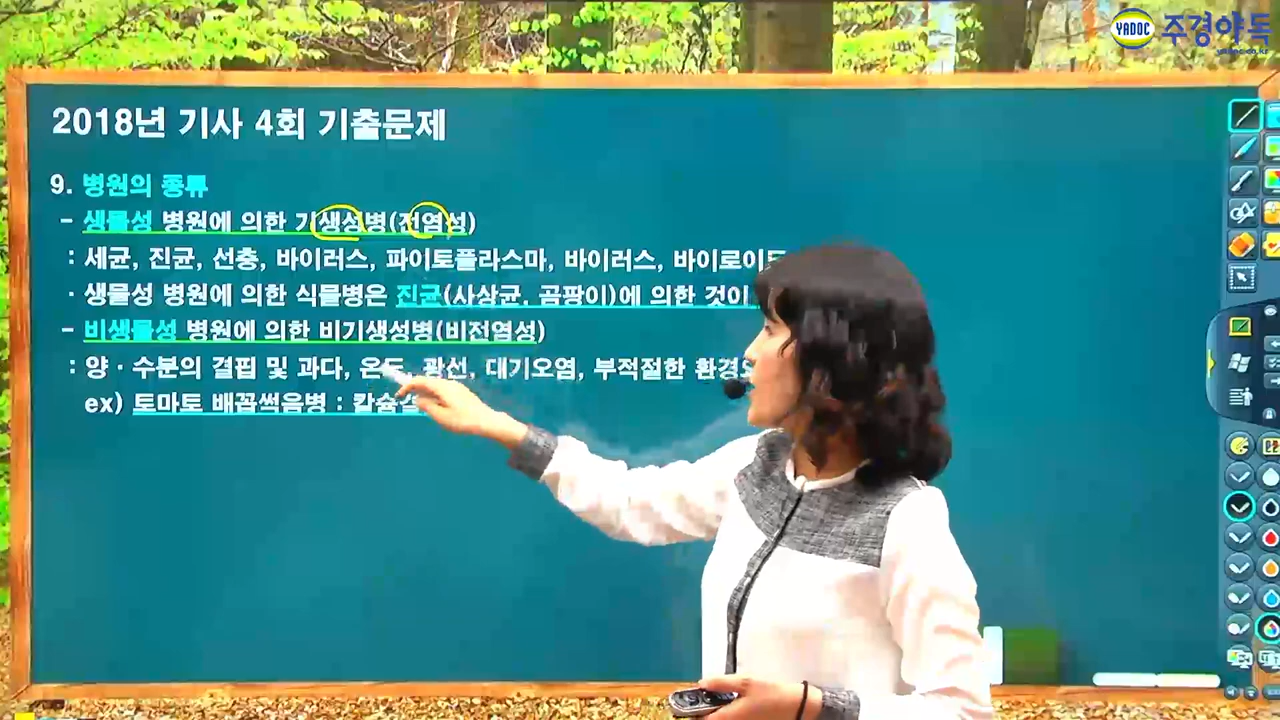 YADOC 주경야독
yadoc.co.kr
2018년 기사 4회 기출문제
9. 병원의 종류
- 생물성 병원에 의한 기생성병(전염성)
: 세균, 진균, 선충, 바이러스, 파이토플라스마, 바이러스, 바이로이드
· 생물성 병원에 의한 식물병은 진균(사상균, 곰팡이)에 의한 것이
- 비생물성 병원에 의한 비기생성병(비전염성)
: 양 · 수분의 결핍 및 과다, 온도, 광선, 대기오염, 부적절한 환경
ex) 토마토 배꼽썩음병 : 칼슘